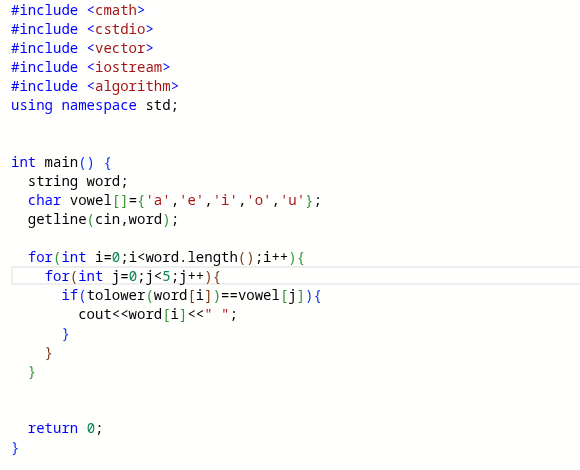 #include <cmath>
#include <cstdio>
#include <vector>
#include <iostream>
#include <algorithm>
using namespace std;
int main() {
  string word;
  char vowel[]={'a','e','i','o','u'};
  getline(cin,word);
  for(int i=0;i<word.length();i++){
    for(int j=0;j<5;j++){
      if(tolower(word[i])==vowel[j]){
        cout<<word[i]<<" ";
      }
    }
  }
  return 0;
}